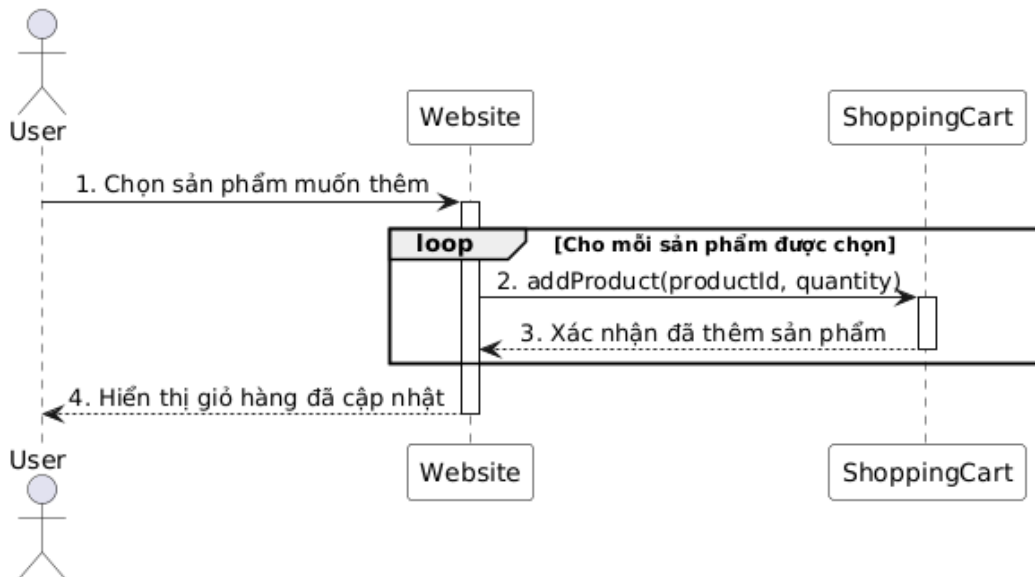 User
Website
ShoppingCart
1. Chọn sản phẩm muốn thêm
loop
[Cho mỗi sản phẩm được chọn]
2. addProduct(productId, quantity)
3. Xác nhận đã thêm sản phẩm
4. Hiển thị giỏ hàng đã cập nhật
User
Website
ShoppingCart